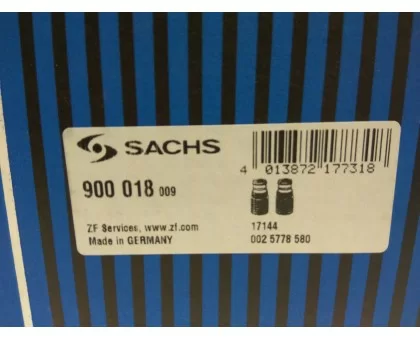 SACHS
4 013872 177318
900 018 009
ZF Services, www.zf.com
Made in GERMANY
17144
002 5778 580